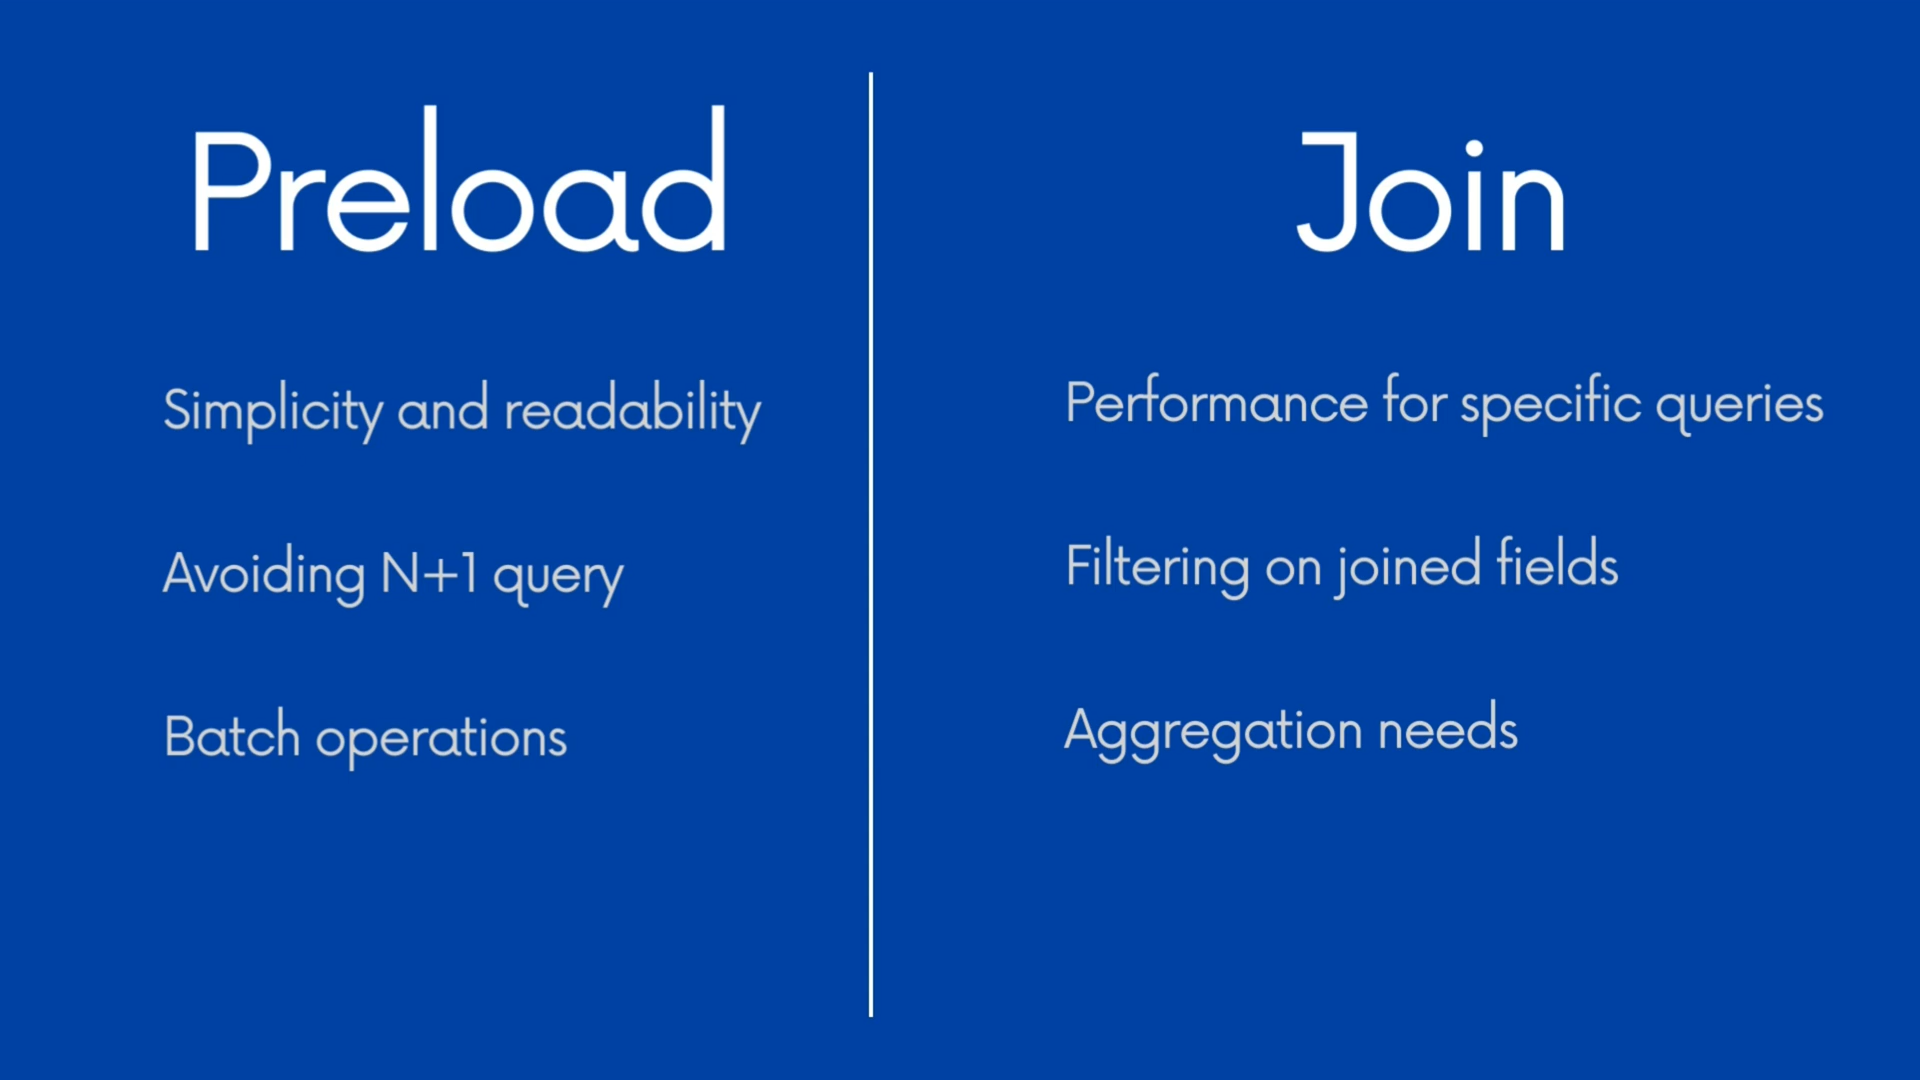 Preload
Simplicity and readability
Avoiding N+1 query
Batch operations
Join
Performance for specific queries
Filtering on joined fields
Aggregation needs